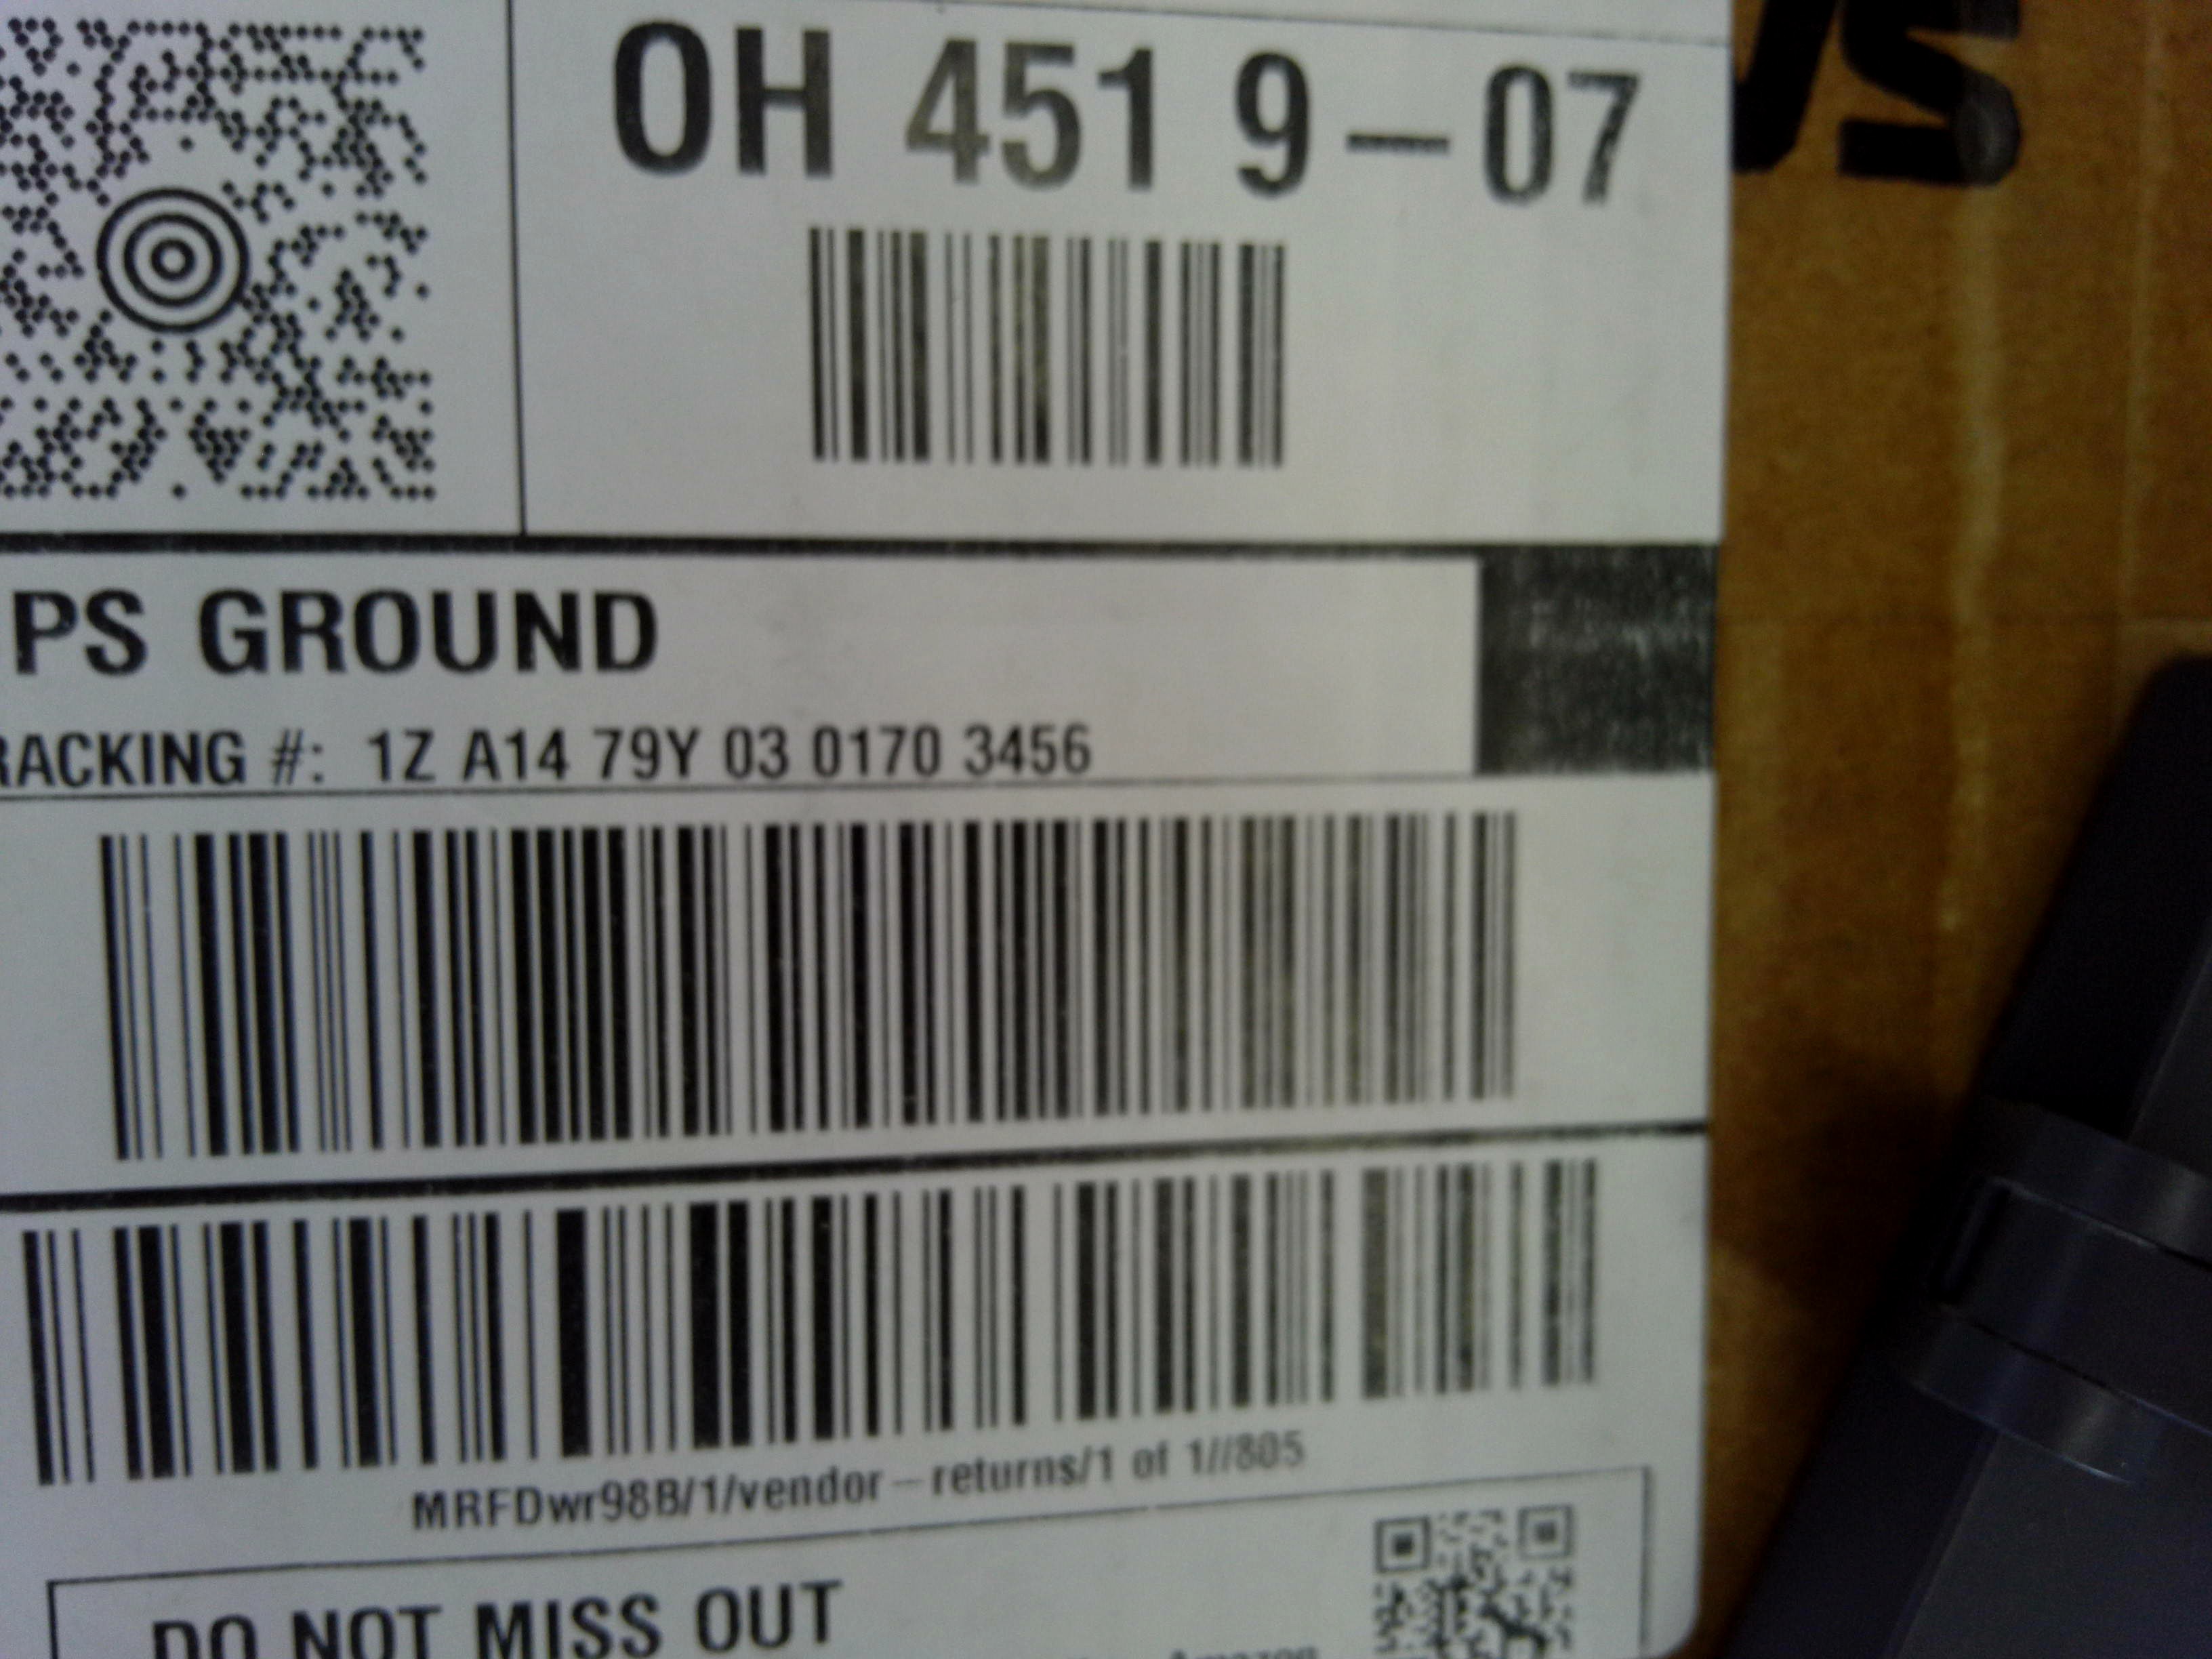 OH 451 9-07
PS GROUND
RACKING #: 1Z A14 79Y 03 0170 3456
MRFDwr98B/1/vendor-returns/1 of 1//805
DO NOT MISS OUT
Amazon